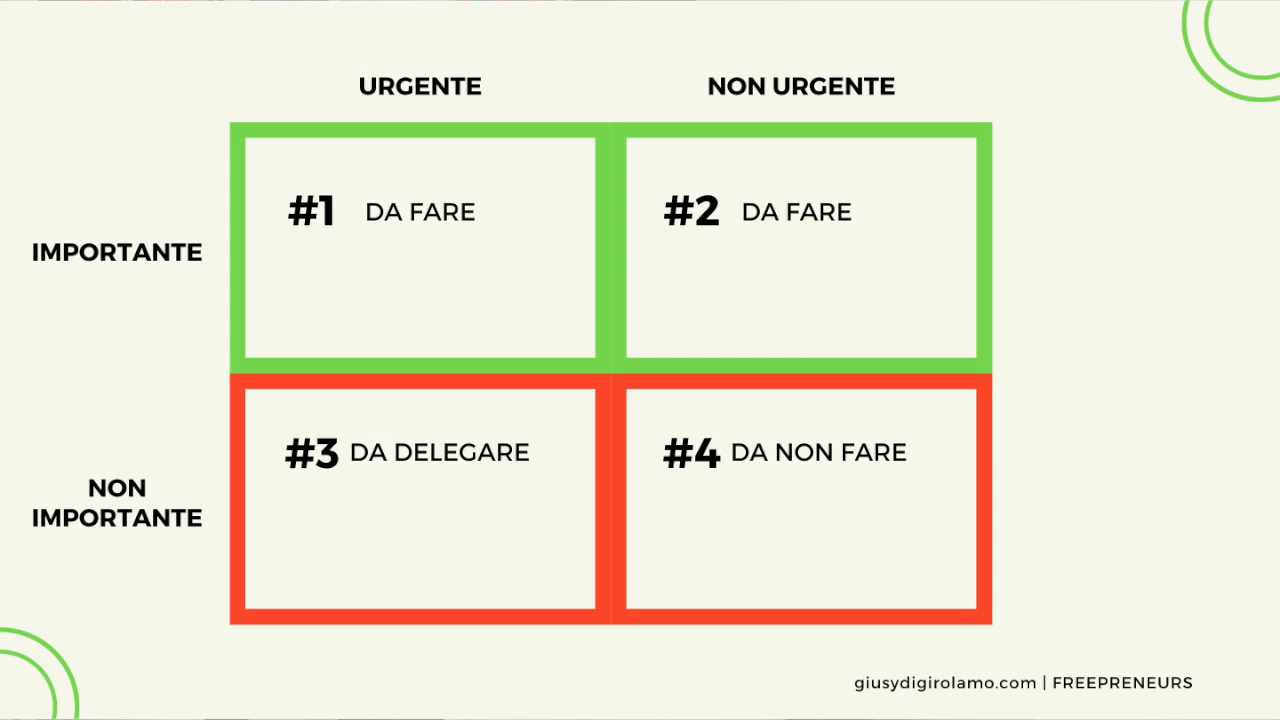 URGENTE NON URGENTE
#1 DA FARE #2 DA FARE
IMPORTANTE
#3 DA DELEGARE #4 DA NON FARE
NON
IMPORTANTE
giusydigirolamo.com | FREEPRENEURS